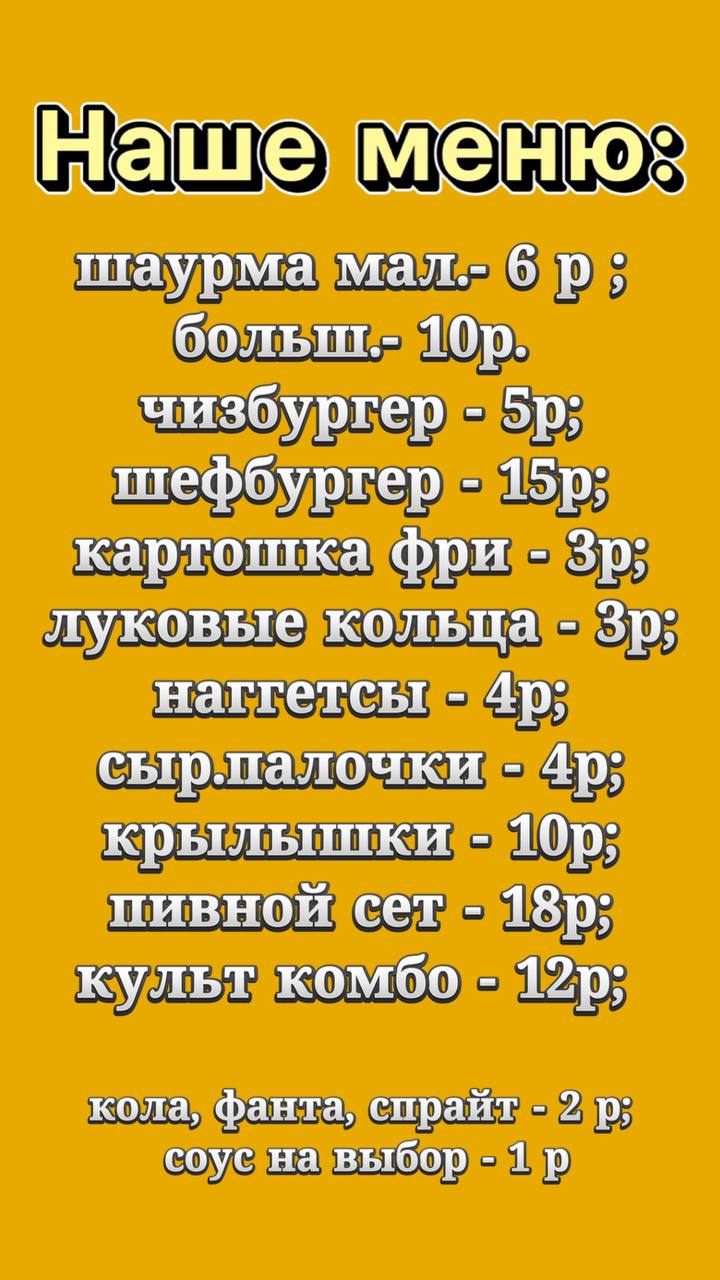 Наше меню:
шаурма мал.- 6 р ;
больш.- 10р.
чизбургер - 5р;
шефбургер - 15р;
картошка фри - 3р;
луковые кольца - 3р;
наггетсы - 4р;
сыр.палочки - 4р;
крылышки - 10р;
пивной сет - 18р;
культ комбо - 12р;
кола, фанта, спрайт - 2 р;
соус на выбор - 1 р